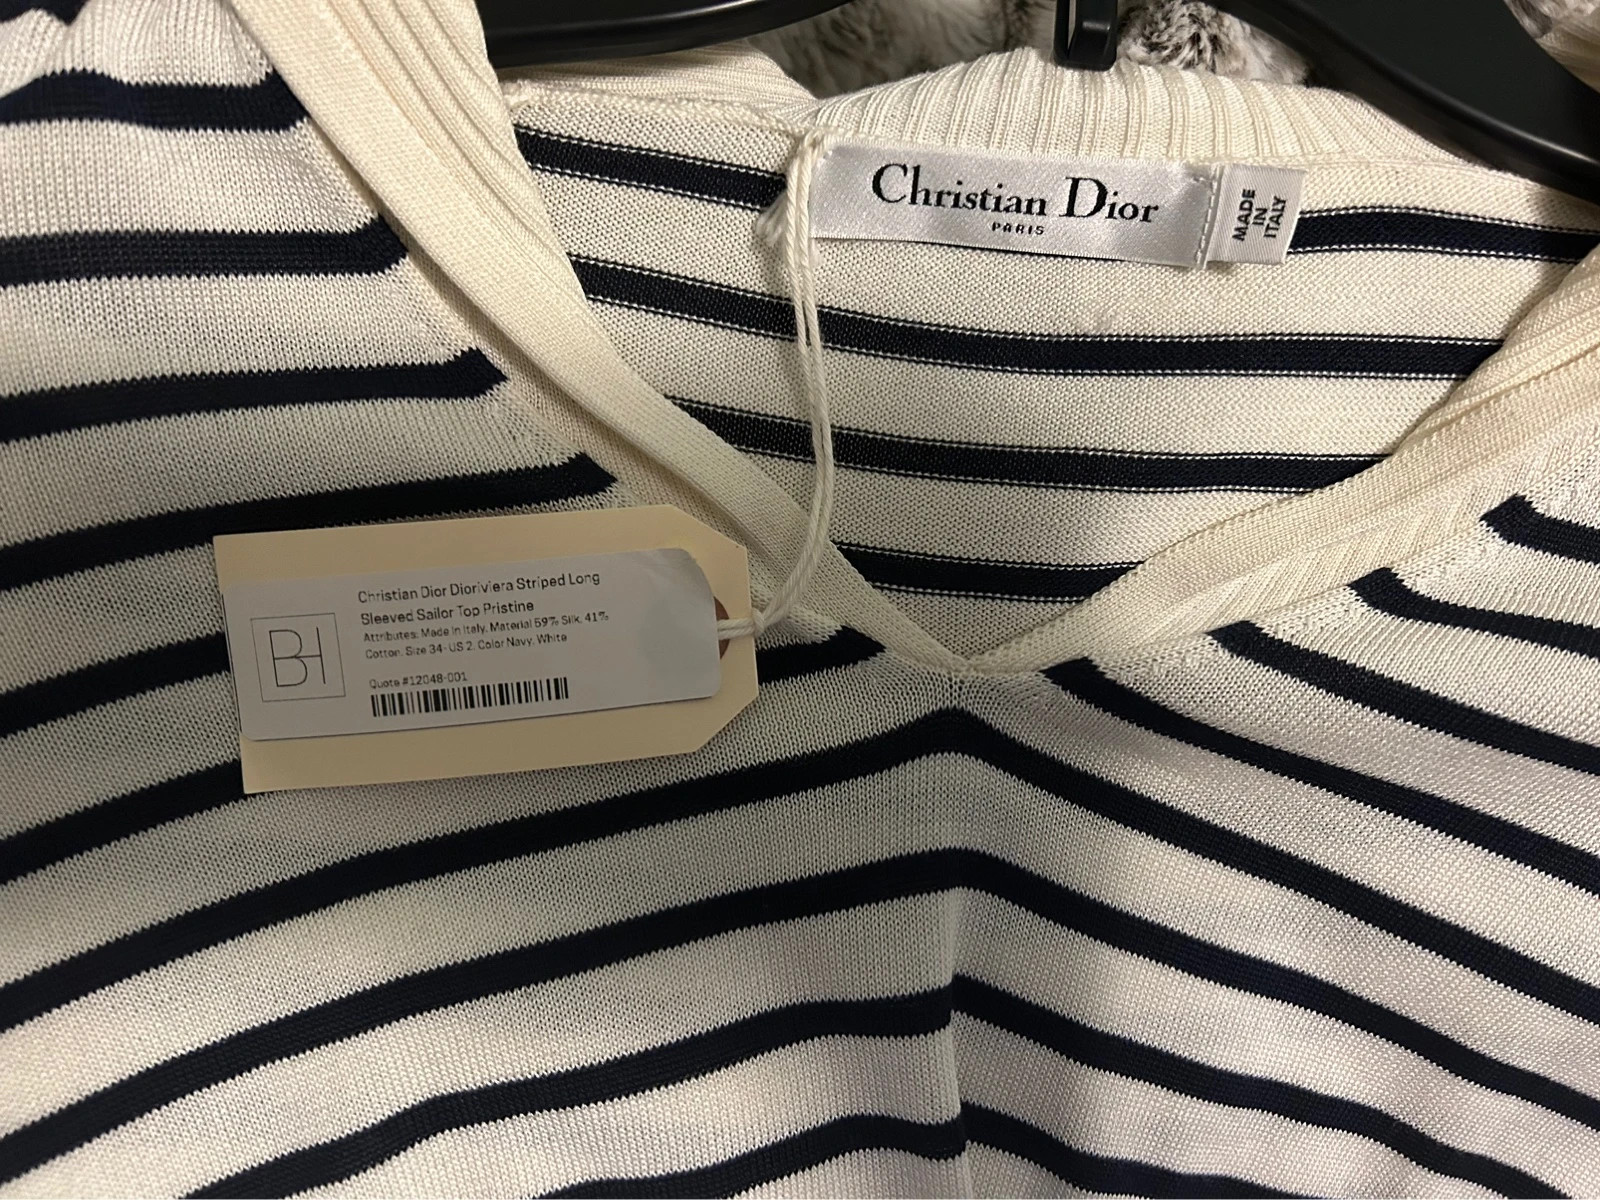 Christian Dior
PARIS
MADE
IN
ITALY
BH
Christian Dior Dioriviera Striped Long
Sleeved Sailor Top Pristine
Attributes: Made in Italy. Material 59% Silk. 41%
Cotton. Size 34- US 2. Color Navy. White
Quote #12048-001